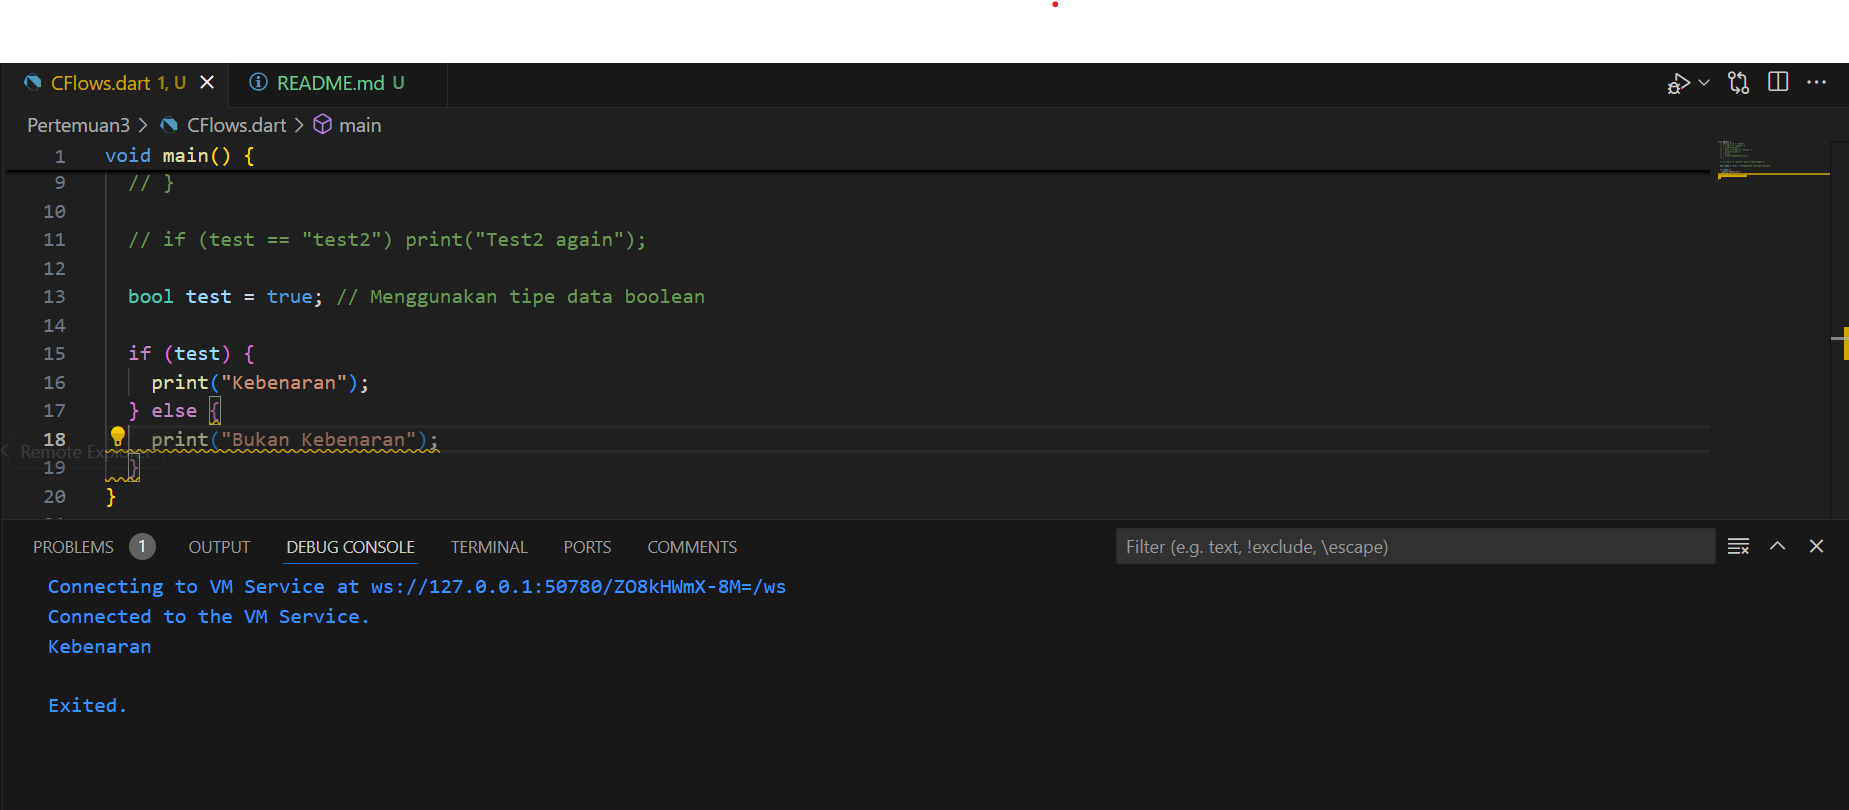 CFlows.dart 1, U README.md U
Pertemuan3 > CFlows.dart > main
1 void main() {
9 // }
10
11 // if (test == "test2") print("Test2 again");
12
13 bool test = true; // Menggunakan tipe data boolean
14
15 if (test) {
16 print("Kebenaran");
17 } else {
18 print("Bukan Kebenaran");
Remote Explorer
19 }
20 }
PROBLEMS 1 OUTPUT DEBUG CONSOLE TERMINAL PORTS COMMENTS Filter (e.g. text, !exclude, \escape)
Connecting to VM Service at ws://127.0.0.1:50780/ZO8kHWmX-8M=/ws
Connected to the VM Service.
Kebenaran
Exited.